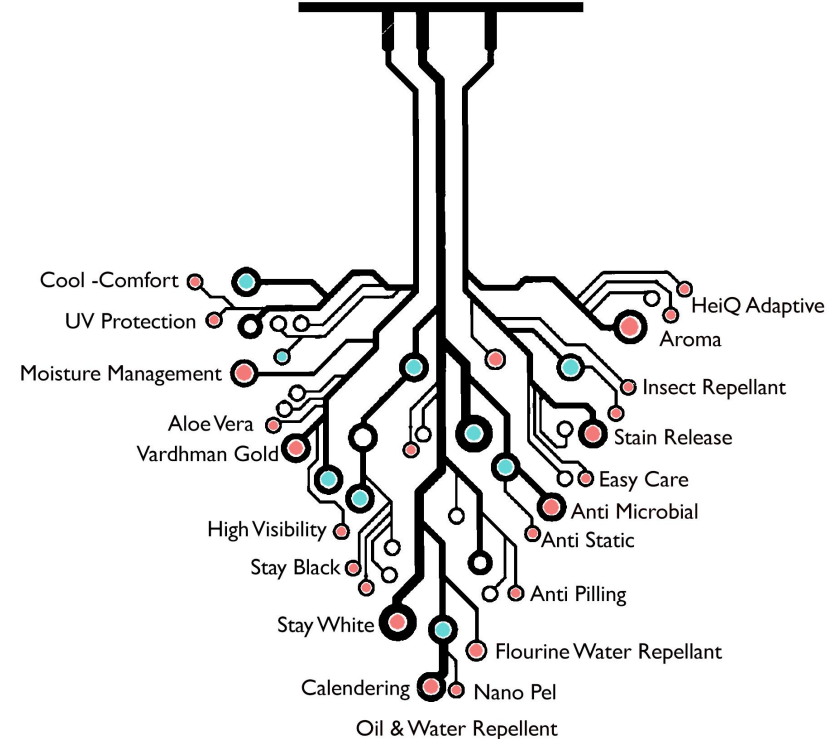 Cool -Comfort
UV Protection
Moisture Management
Aloe Vera
Vardhman Gold
High Visibility
Stay Black
Stay White
Calendering
Oil & Water Repellent
HeiQ Adaptive
Aroma
Insect Repellant
Stain Release
Easy Care
Anti Microbial
Anti Static
Anti Pilling
Flourine Water Repellant
Nano Pel